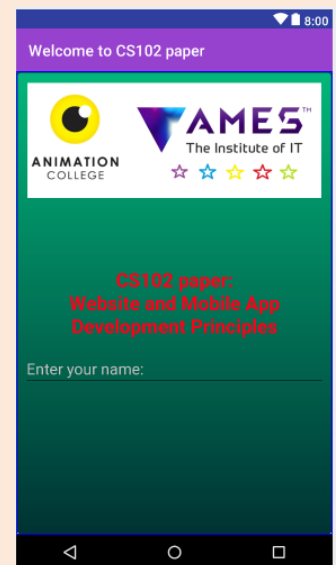 8:00
Welcome to CS102 paper
ANIMATION
COLLEGE
AMES™
The Institute of IT
CS102 paper:
Website and Mobile App
Development Principles
Enter your name: